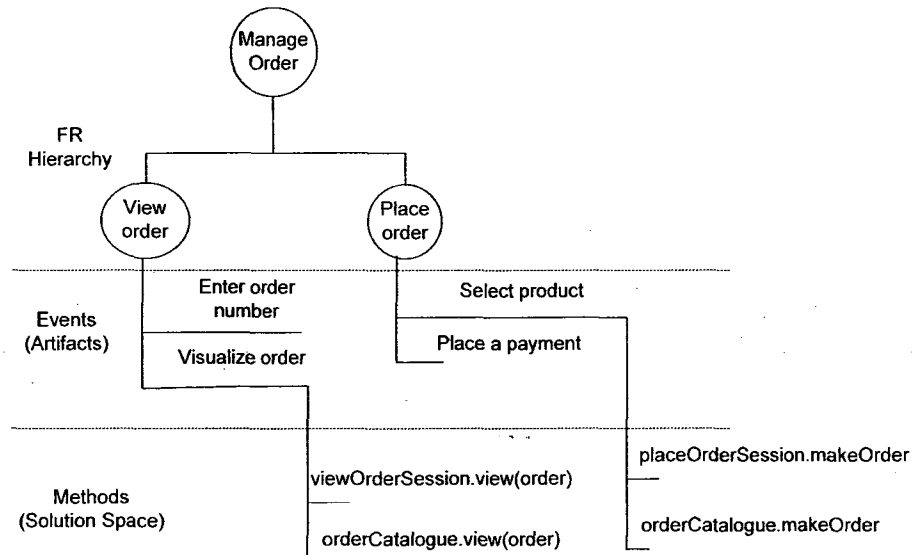 Manage
Order
FR
Hierarchy
View
order
Place
order
Enter order
number
Select product
Events
(Artifacts)
Visualize order
Place a payment
placeOrderSession.makeOrder
viewOrderSession.view(order)
Methods
(Solution Space)
orderCatalogue.makeOrder
orderCatalogue.view(order)